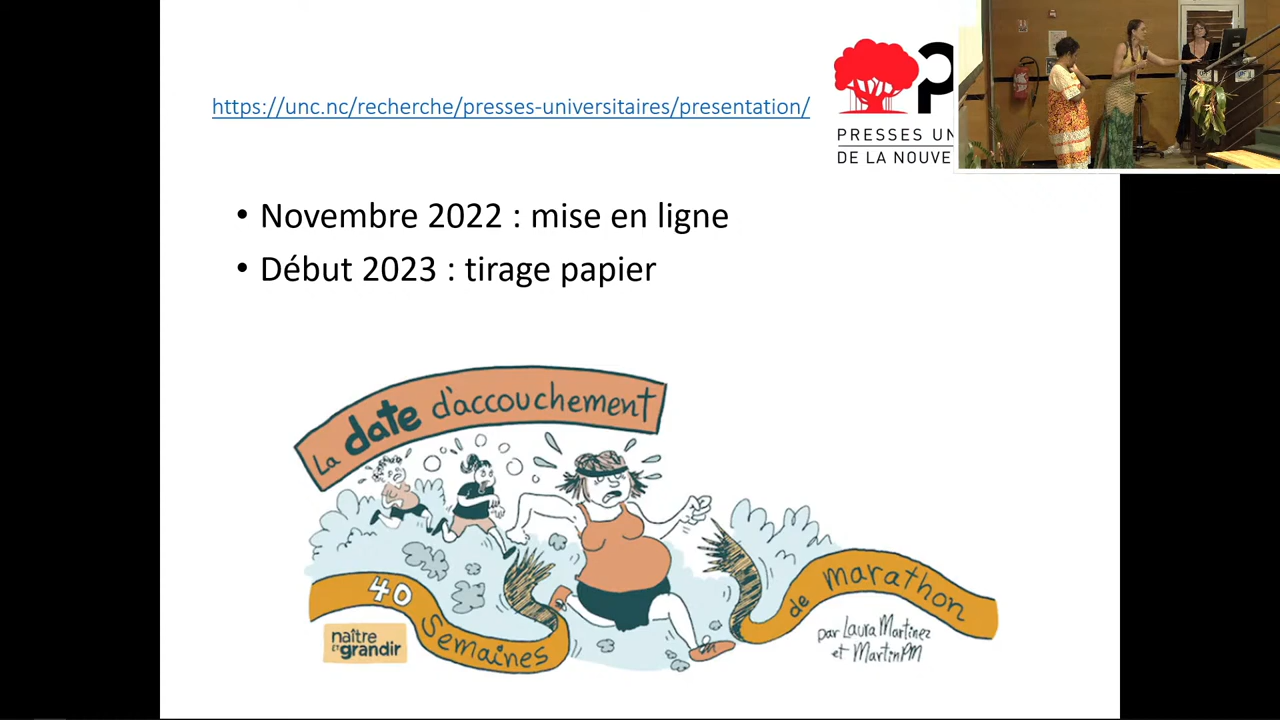 https://unc.nc/recherche/presses-universitaires/presentation/
PRESSES UN
DE LA NOUVE
• Novembre 2022 : mise en ligne
• Début 2023 : tirage papier
La date d'accouchement
40 semaines de marathon
naître et grandir
par Laura Martinez
et MartinPM